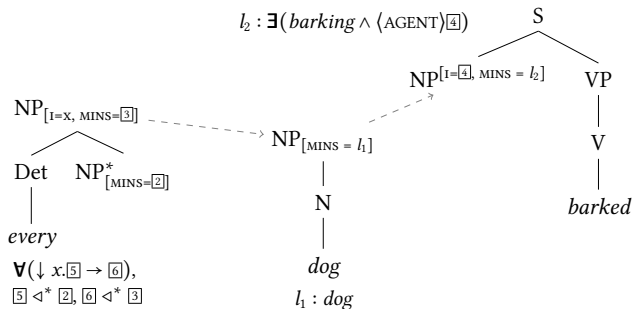 l₂ : ∃(barking ∧ ⟨AGENT⟩[4])
S
NP[I=[4], MINS = l₂]
VP
NP[I=X, MINS=[3]]
NP[MINS = l₁]
V
Det
NP*[MINS=[2]]
N
barked
every
dog
∀(↓ x.[5] → [6]),
[5] ◁* [2], [6] ◁* [3]
l₁ : dog